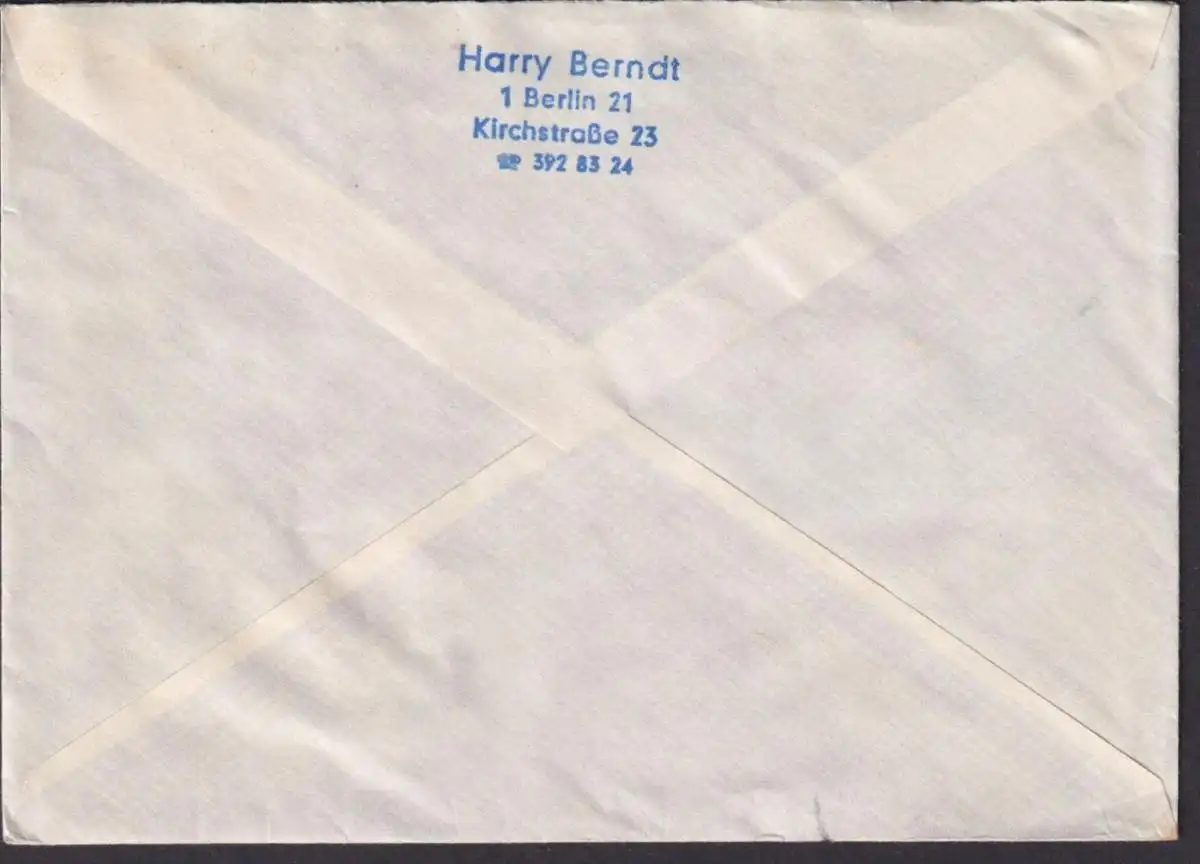 Harry Berndt
1 Berlin 21
Kirchstraße 23
☎ 392 83 24